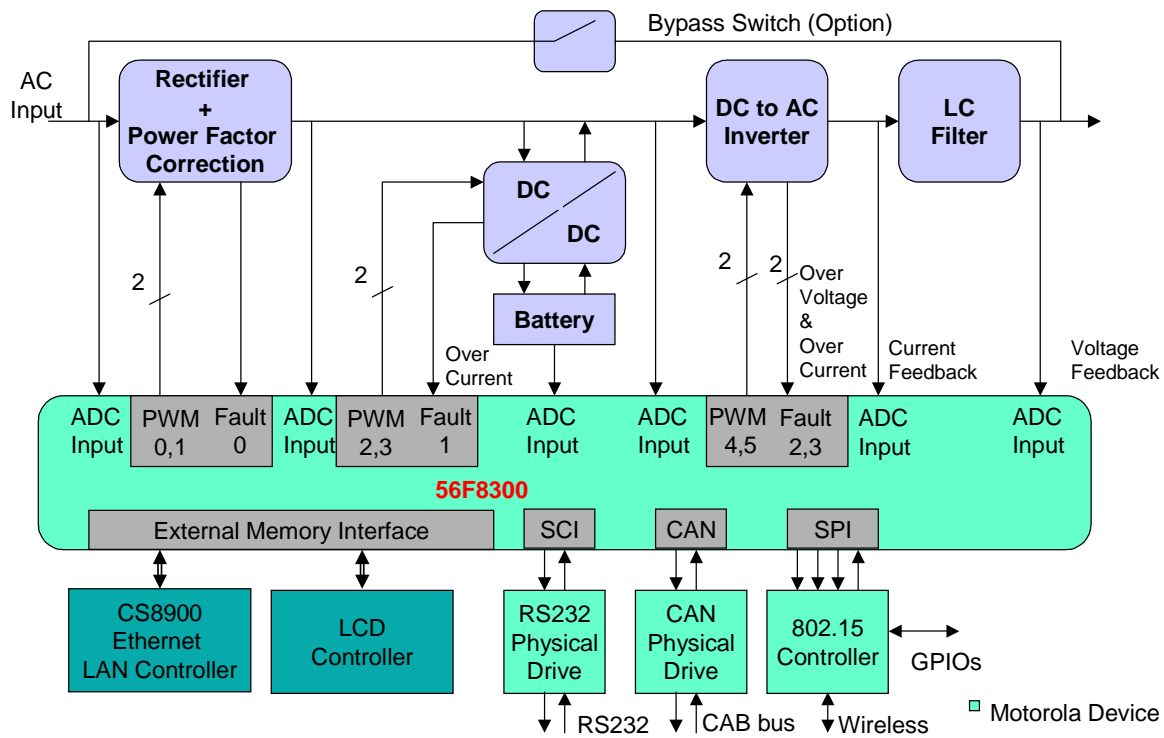 Bypass Switch (Option)
AC
Input
Rectifier
+
Power Factor
Correction
DC to AC
Inverter
LC
Filter
DC
DC
Battery
2
2
2
2
Over
Current
Over
Voltage
&
Over
Current
Current
Feedback
Voltage
Feedback
ADC
Input
PWM
0,1
Fault
0
ADC
Input
PWM
2,3
Fault
1
ADC
Input
ADC
Input
PWM
4,5
Fault
2,3
ADC
Input
ADC
Input
56F8300
External Memory Interface
SCI
CAN
SPI
CS8900
Ethernet
LAN Controller
LCD
Controller
RS232
Physical
Drive
CAN
Physical
Drive
802.15
Controller
GPIOs
RS232
CAB bus
Wireless
Motorola Device